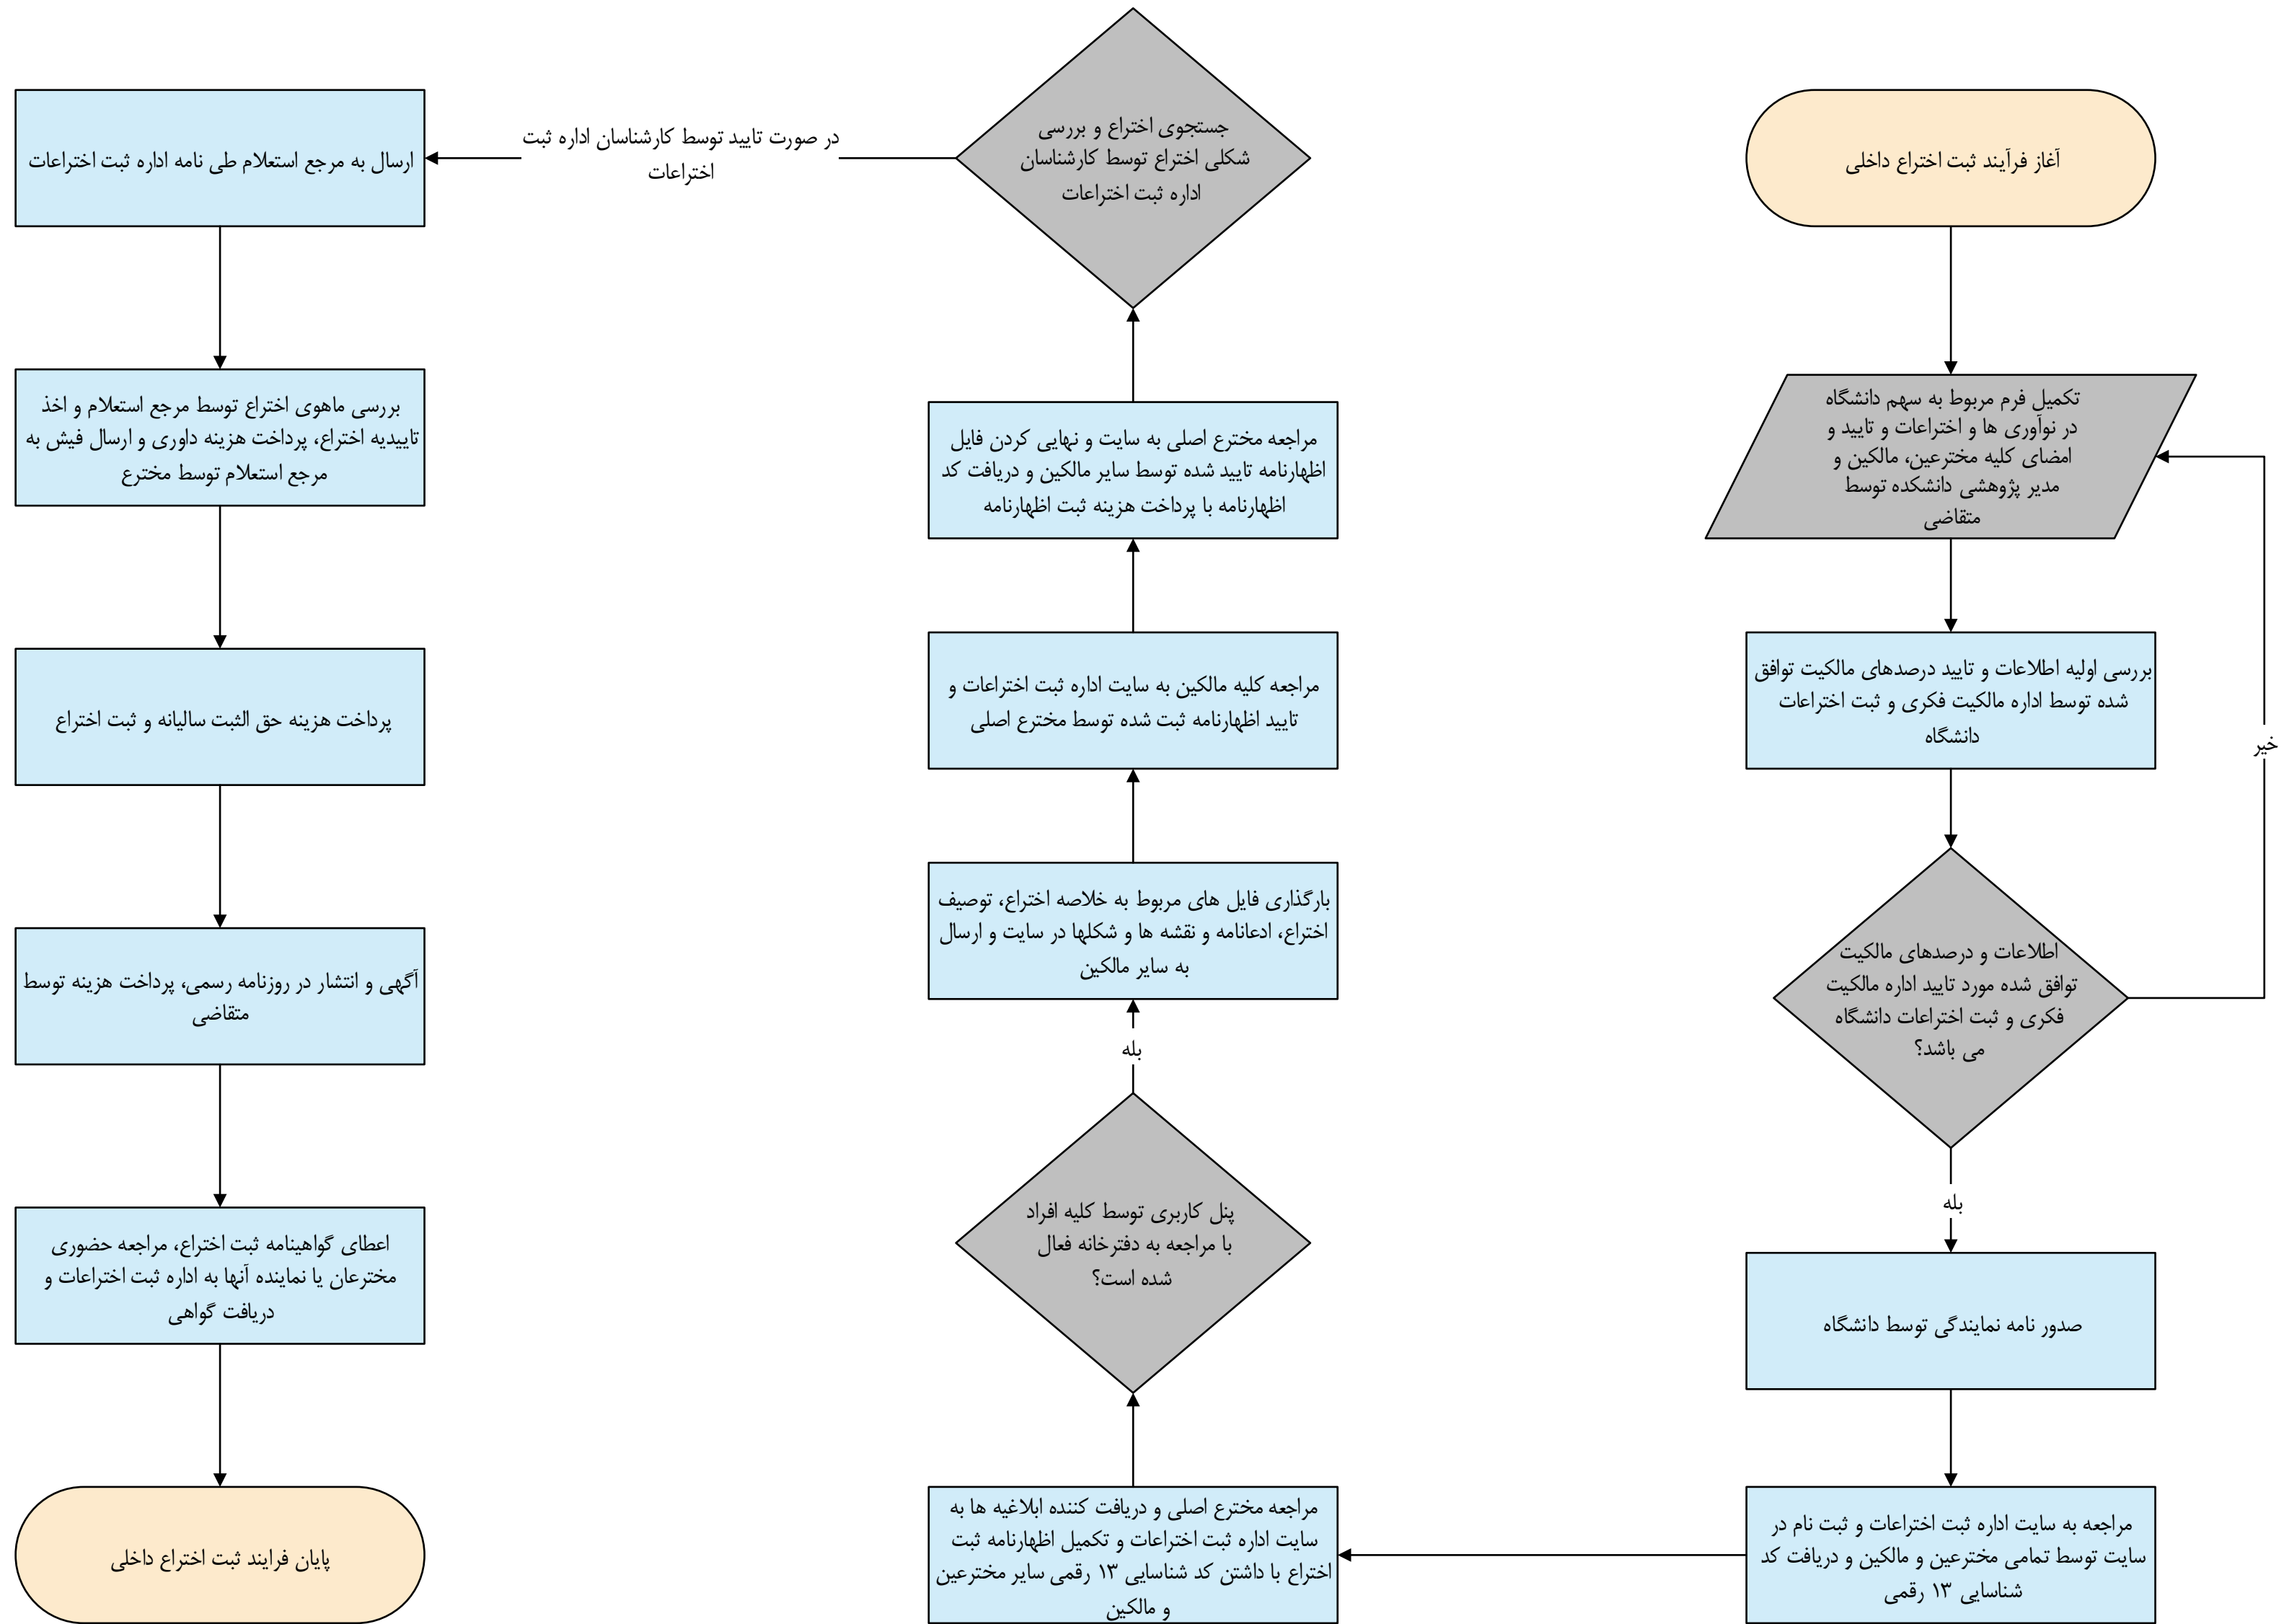 آغاز فرآیند ثبت اختراع داخلی
تکمیل فرم مربوط به سهم دانشگاه
در نوآوری ها و اختراعات و تایید و
امضای کلیه مخترعین، مالکین و
مدیر پژوهشی دانشکده توسط
متقاضی
بررسی اولیه اطلاعات و تایید درصدهای مالکیت توافق
شده توسط اداره مالکیت فکری و ثبت اختراعات
دانشگاه
خیر
اطلاعات و درصدهای مالکیت
توافق شده مورد تایید اداره مالکیت
فکری و ثبت اختراعات دانشگاه
می باشد؟
بله
صدور نامه نمایندگی توسط دانشگاه
مراجعه به سایت اداره ثبت اختراعات و ثبت نام در
سایت توسط تمامی مخترعین و مالکین و دریافت کد
شناسایی ۱۳ رقمی
مراجعه مخترع اصلی و دریافت کننده ابلاغیه ها به
سایت اداره ثبت اختراعات و تکمیل اظهارنامه ثبت
اختراع با داشتن کد شناسایی ۱۳ رقمی سایر مخترعین
و مالکین
پنل کاربری توسط کلیه افراد
با مراجعه به دفترخانه فعال
شده است؟
بله
بارگذاری فایل های مربوط به خلاصه اختراع، توصیف
اختراع، ادعانامه و نقشه ها و شکلها در سایت و ارسال
به سایر مالکین
مراجعه کلیه مالکین به سایت اداره ثبت اختراعات و
تایید اظهارنامه ثبت شده توسط مخترع اصلی
مراجعه مخترع اصلی به سایت و نهایی کردن فایل
اظهارنامه تایید شده توسط سایر مالکین و دریافت کد
اظهارنامه با پرداخت هزینه ثبت اظهارنامه
جستجوی اختراع و بررسی
شکلی اختراع توسط کارشناسان
اداره ثبت اختراعات
در صورت تایید توسط کارشناسان اداره ثبت
اختراعات
ارسال به مرجع استعلام طی نامه اداره ثبت اختراعات
بررسی ماهوی اختراع توسط مرجع استعلام و اخذ
تاییدیه اختراع، پرداخت هزینه داوری و ارسال فیش به
مرجع استعلام توسط مخترع
پرداخت هزینه حق الثبت سالیانه و ثبت اختراع
آگهی و انتشار در روزنامه رسمی، پرداخت هزینه توسط
متقاضی
اعطای گواهینامه ثبت اختراع، مراجعه حضوری
مخترعان یا نماینده آنها به اداره ثبت اختراعات و
دریافت گواهی
پایان فرایند ثبت اختراع داخلی